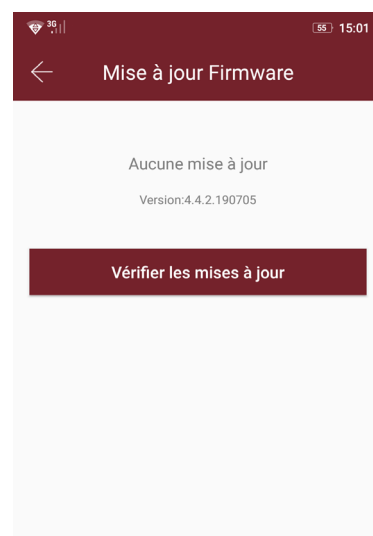 3G 55 15:01
Mise à jour Firmware
Aucune mise à jour
Version:4.4.2.190705
Vérifier les mises à jour